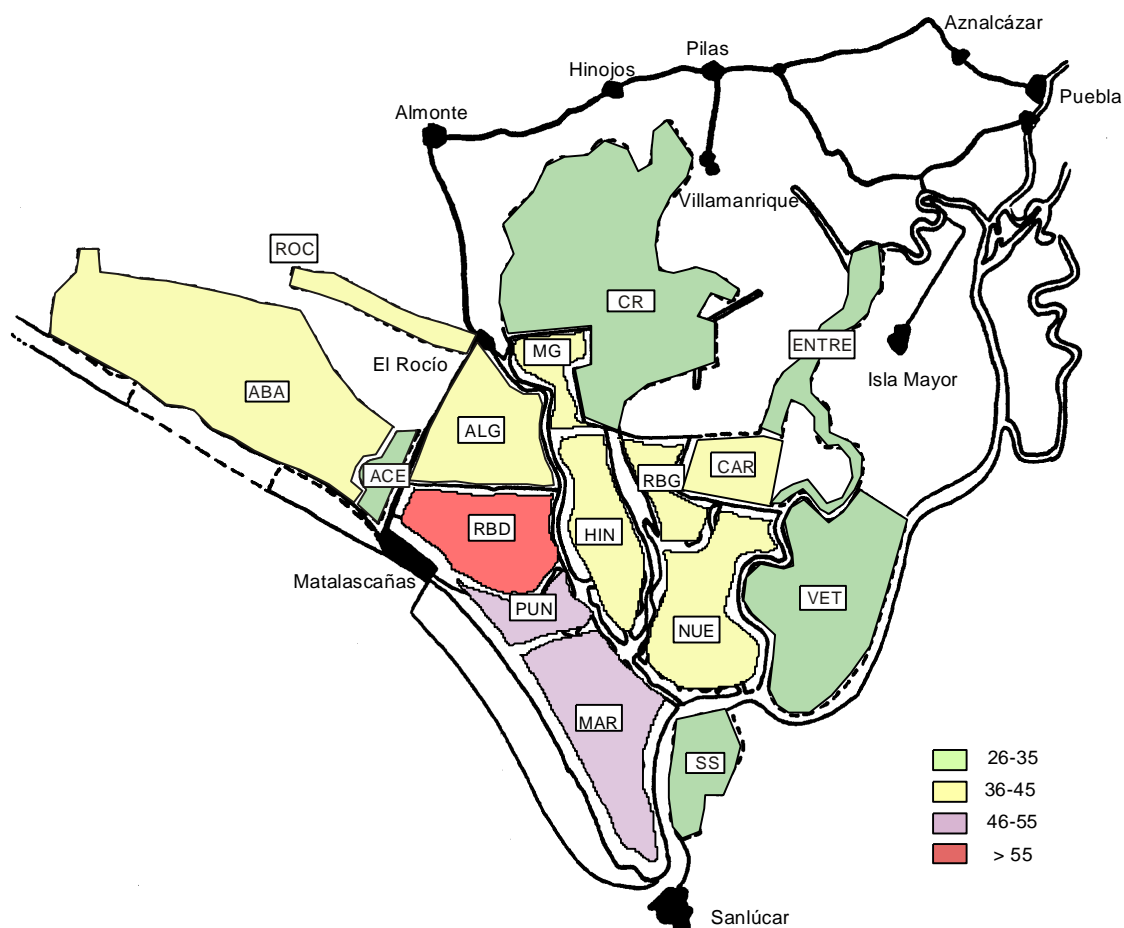 Aznalcázar
Pilas
Hinojos
Puebla
Almonte
Villamanrique
ROC
CR
ENTRE
MG
El Rocío
Isla Mayor
ABA
ALG
CAR
ACE
RBG
RBD
HIN
Matalascañas
VET
PUN
NUE
MAR
SS
26-35
36-45
46-55
> 55
Sanlúcar